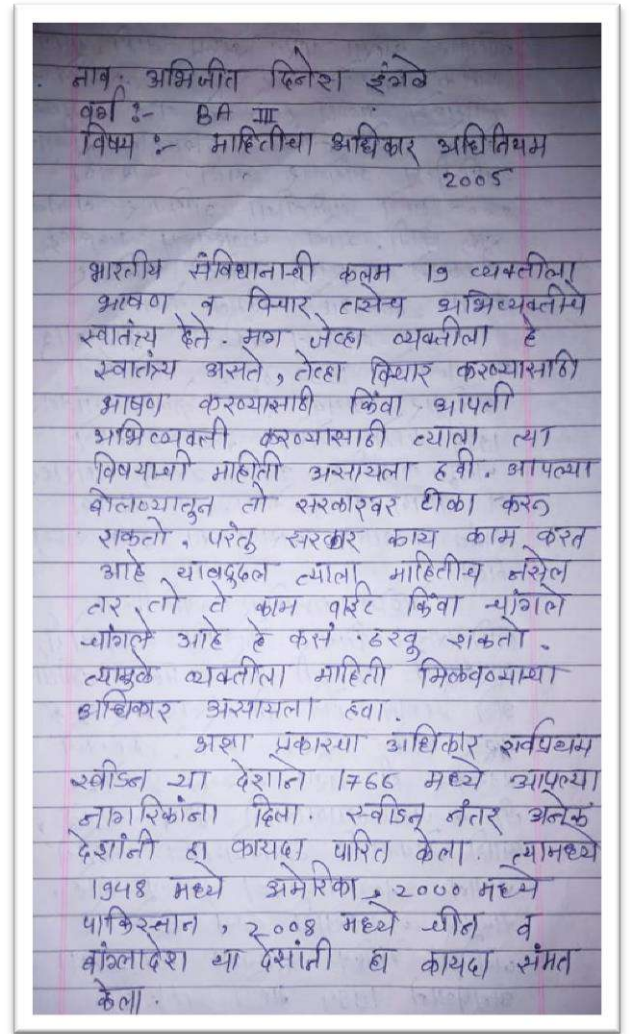 नाव. अभिजीत दिनेश इंगळे
वर्ग :- BA III
विषय :- माहितीचा अधिकार अधिनियम
2005
भारतीय संविधानाची कलम 19 व्यक्तीला
भाषण व विचार तसेच अभिव्यक्तीचे
स्वातंत्र्य देते. मग जेव्हा व्यक्तीला हे
स्वातंत्र्य असते, तेव्हा विचार करण्यासाठी
भाषण करण्यासाठी किंवा आपली
अभिव्यक्ती करण्यासाठी त्याला त्या
विषयाची माहीती असायला हवी. आपल्या
बोलण्यातून तो सरकारवर टीका करू
शकतो. परंतु सरकार काय काम करत
आहे याबद्दल त्याला माहितीच नसेल
तर तो ते काम वाईट किंवा चांगले
चांगले आहे हे कसं ठरवु शकतो.
त्यामुळे व्यक्तीला माहिती मिळवण्याचा
अधिकार असायला हवा.
अशा प्रकारचा अधिकार सर्वप्रथम
स्वीडन या देशाने 1766 मध्ये आपल्या
नागरिकांना दिला. स्वीडन नंतर अनेक
देशांनी हा कायदा पारित केला त्यामध्ये
1948 मध्ये अमेरिका, 2000 मध्ये
पाकिस्तान, 2008 मध्ये चीन व
बांग्लादेश या देशांनी हा कायदा संमत
केला.